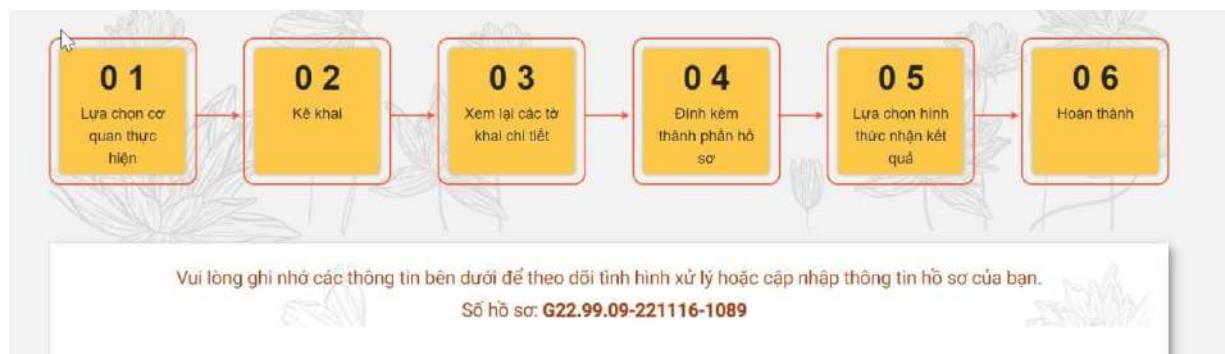 0 1
Lựa chọn cơ
quan thực
hiện
0 2
Kê khai
0 3
Xem lại các tờ
khai chi tiết
0 4
Đính kèm
thành phần hồ
sơ
0 5
Lựa chọn hình
thức nhận kết
quả
0 6
Hoàn thành
Vui lòng ghi nhớ các thông tin bên dưới để theo dõi tình hình xử lý hoặc cập nhập thông tin hồ sơ của bạn.
Số hồ sơ: G22.99.09-221116-1089